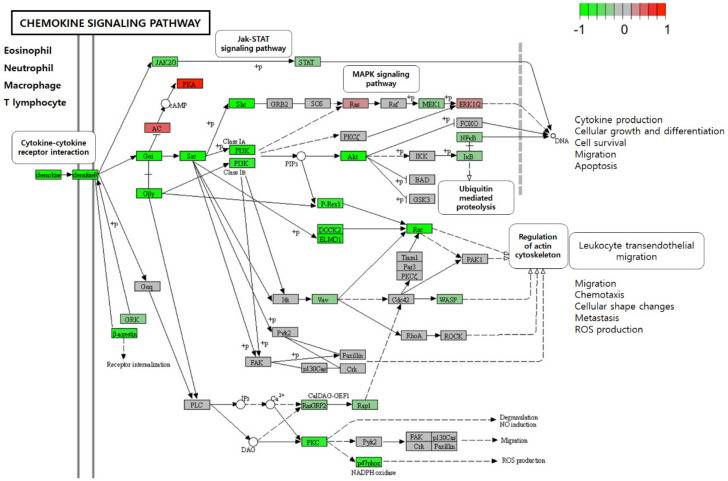 CHEMOKINE SIGNALING PATHWAY
-1 0 1
Eosinophil
Neutrophil
Macrophage
T lymphocyte
Jak-STAT
signaling pathway
JAK2/3
STAT
+p
MAPK signaling
pathway
PKA
cAMP
AC
Shc
GRB2
SOS
Ras
Raf
MEK1
ERK1/2
+p
+p
+p
FOXO
PKCζ
NFκB
DNA
Cytokine production
Cellular growth and differentiation
Cell survival
Migration
Apoptosis
Cytokine-cytokine
receptor interaction
Class IA
PI3K
PI3K
Class IB
PIP3
Akt
IKK
IκB
+p
+p
BAD
GSK3
Ubiquitin
mediated
proteolysis
chemokine
chemokineR
Gαi
Src
Gβγ
P-Rex1
DOCK2
ELMO1
Rac
+p
Regulation
of actin
cytoskeleton
Leukocyte transendothelial
migration
Tiam1
Par3
PKCζ
PAK1
Migration
Chemotaxis
Cellular shape changes
Metastasis
ROS production
+p
Gαq
Itk
Vav
Cdc42
WASP
GRK
β-arrestin
Receptor internalization
+p
Pyk2
RhoA
ROCK
+p
FAK
+p
Paxillin
p130Cas
Crk
PLC
IP3
Ca2+
CalDAG-GEFI
RasGRP2
Rap1
DAG
PKC
Degranulation
NO induction
Pyk2
FAK
p130Cas
Crk
Paxillin
Migration
p47phox
NADPH oxidase
ROS production